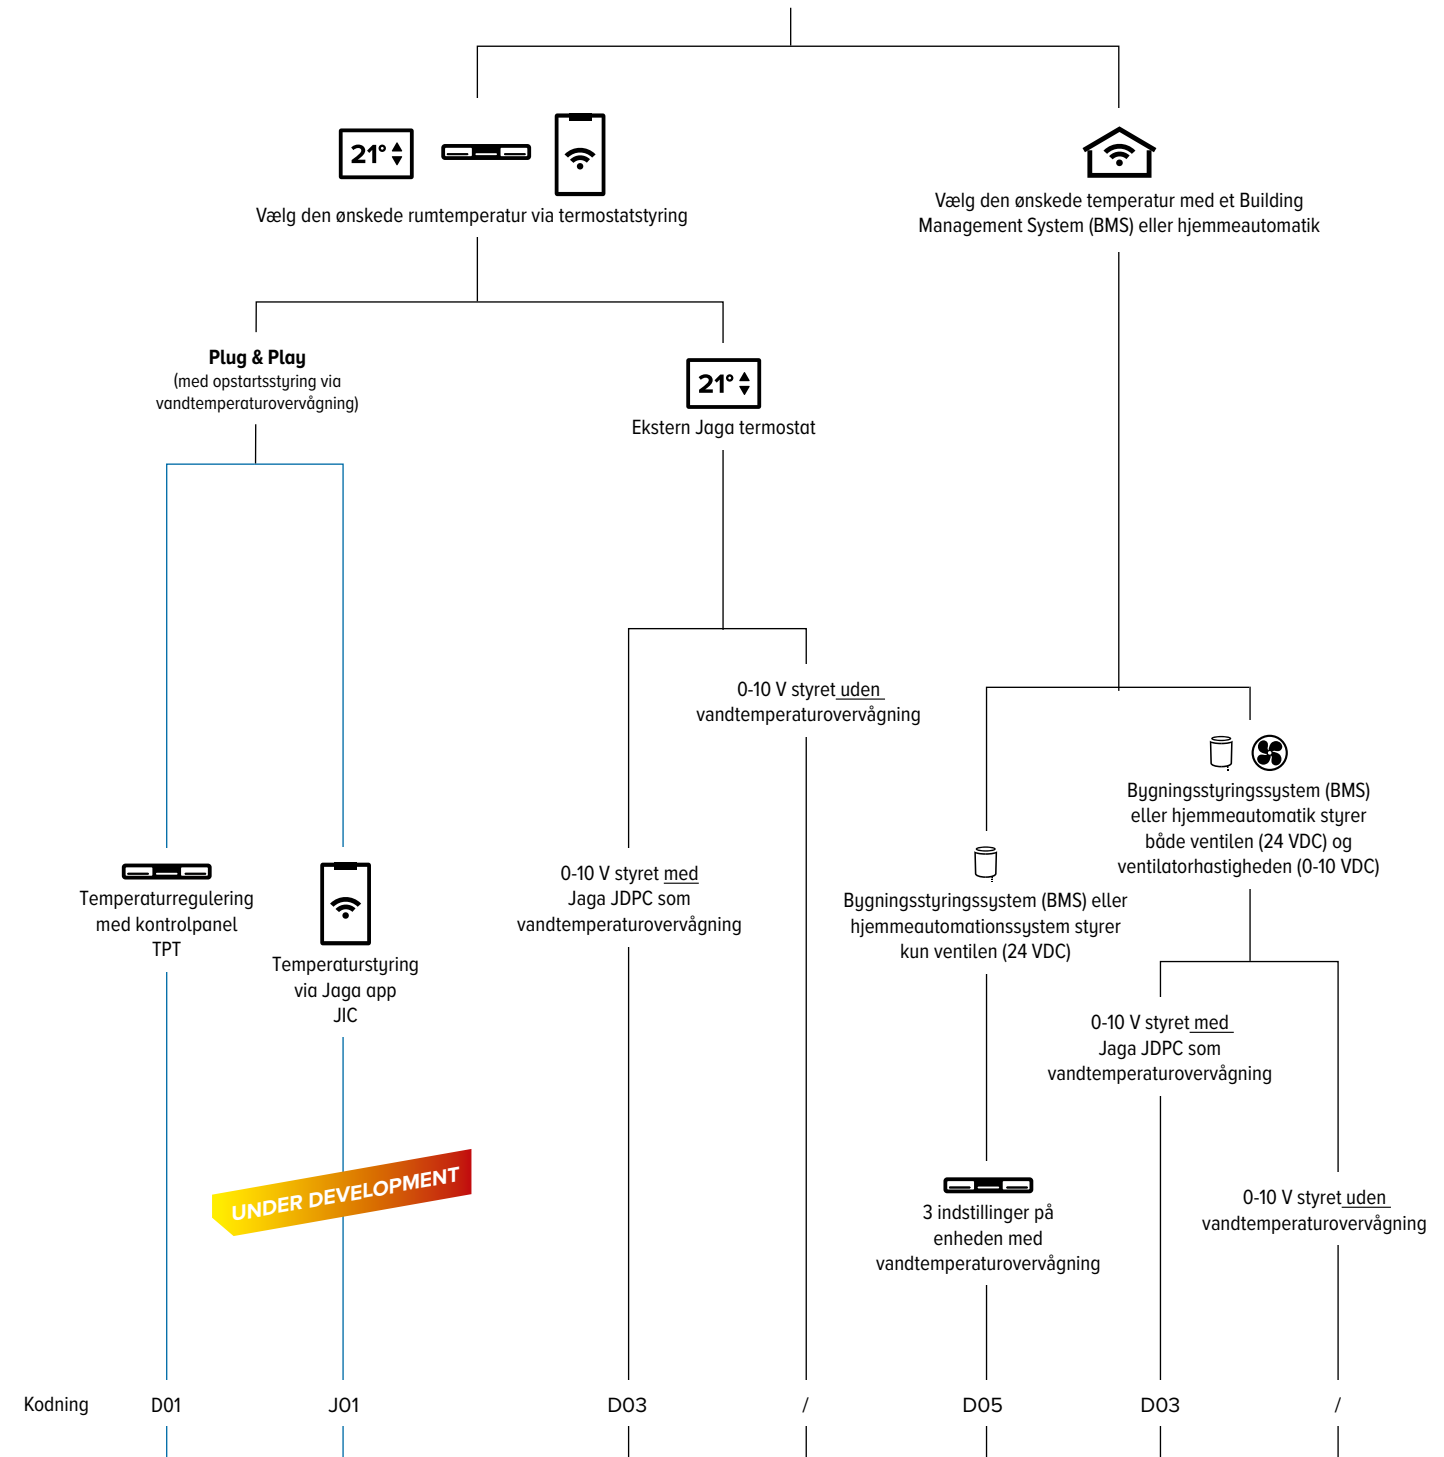 21°
Vælg den ønskede rumtemperatur via termostatstyring
Vælg den ønskede temperatur med et Building
Management System (BMS) eller hjemmeautomatik
Plug & Play
(med opstartsstyring via
vandtemperaturovervågning)
21°
Ekstern Jaga termostat
0-10 V styret uden
vandtemperaturovervågning
Bygningsstyringssystem (BMS)
eller hjemmeautomatik styrer
både ventilen (24 VDC) og
ventilatorhastigheden (0-10 VDC)
Temperaturregulering
med kontrolpanel
TPT
Temperaturstyring
via Jaga app
JIC
0-10 V styret med
Jaga JDPC som
vandtemperaturovervågning
Bygningsstyringssystem (BMS) eller
hjemmeautomationssystem styrer
kun ventilen (24 VDC)
0-10 V styret med
Jaga JDPC som
vandtemperaturovervågning
UNDER DEVELOPMENT
3 indstillinger på
enheden med
vandtemperaturovervågning
0-10 V styret uden
vandtemperaturovervågning
Kodning D01 J01 D03 / D05 D03 /